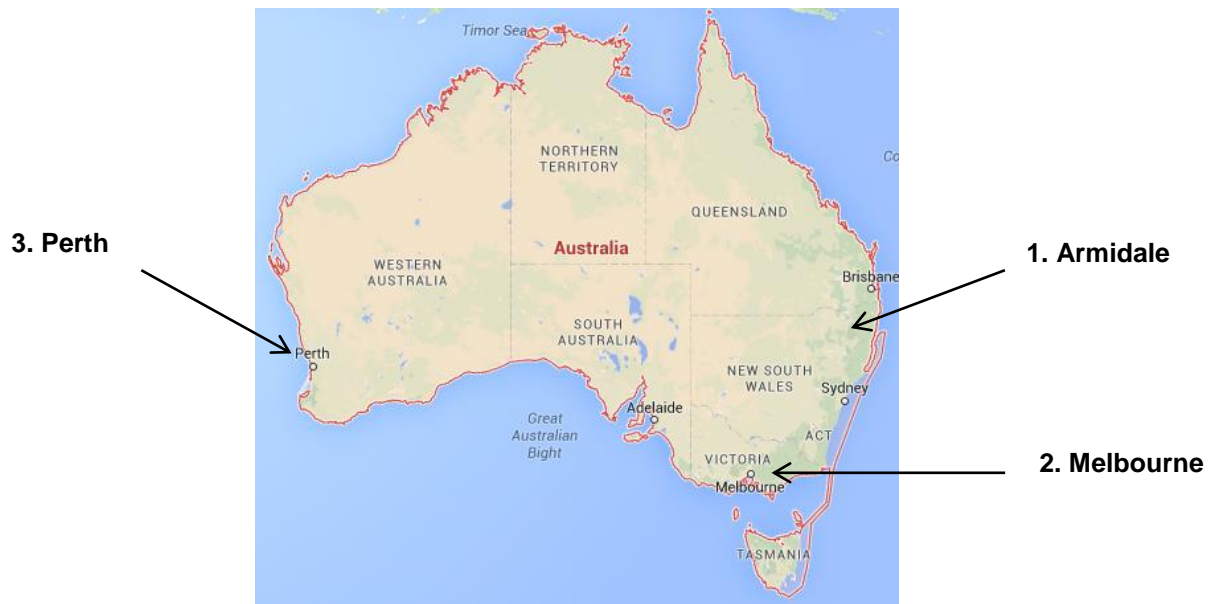 Timor Sea
Co
NORTHERN
TERRITORY
QUEENSLAND
3. Perth
1. Armidale
Australia
WESTERN
AUSTRALIA
Brisbane
SOUTH
AUSTRALIA
Perth
NEW SOUTH
WALES
Sydney
Adelaide
Great
Australian
Bight
ACT
VICTORIA
2. Melbourne
Melbourne
TASMANIA